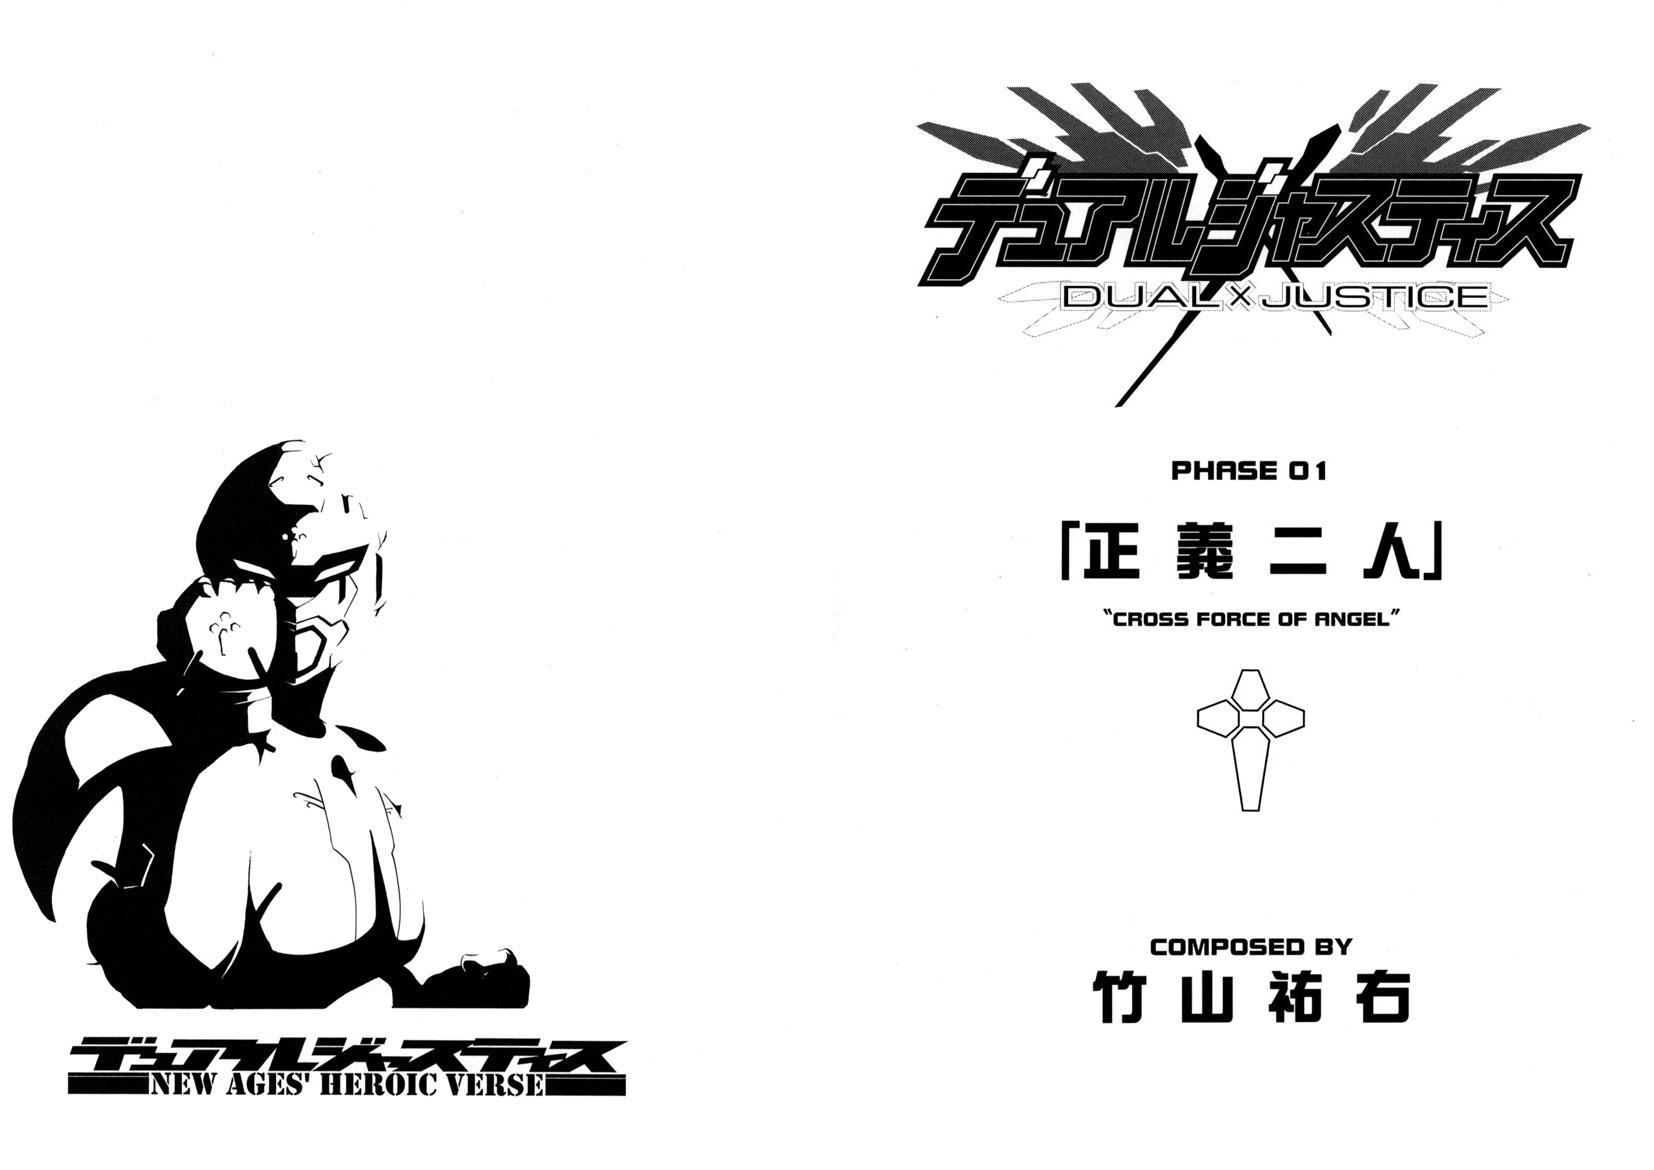 デュアルジャスティス
DUAL×JUSTICE
PHASE 01
「正義二人」
"CROSS FORCE OF ANGEL"
COMPOSED BY
竹山祐右
デュアルジャスティス
NEW AGES' HEROIC VERSE